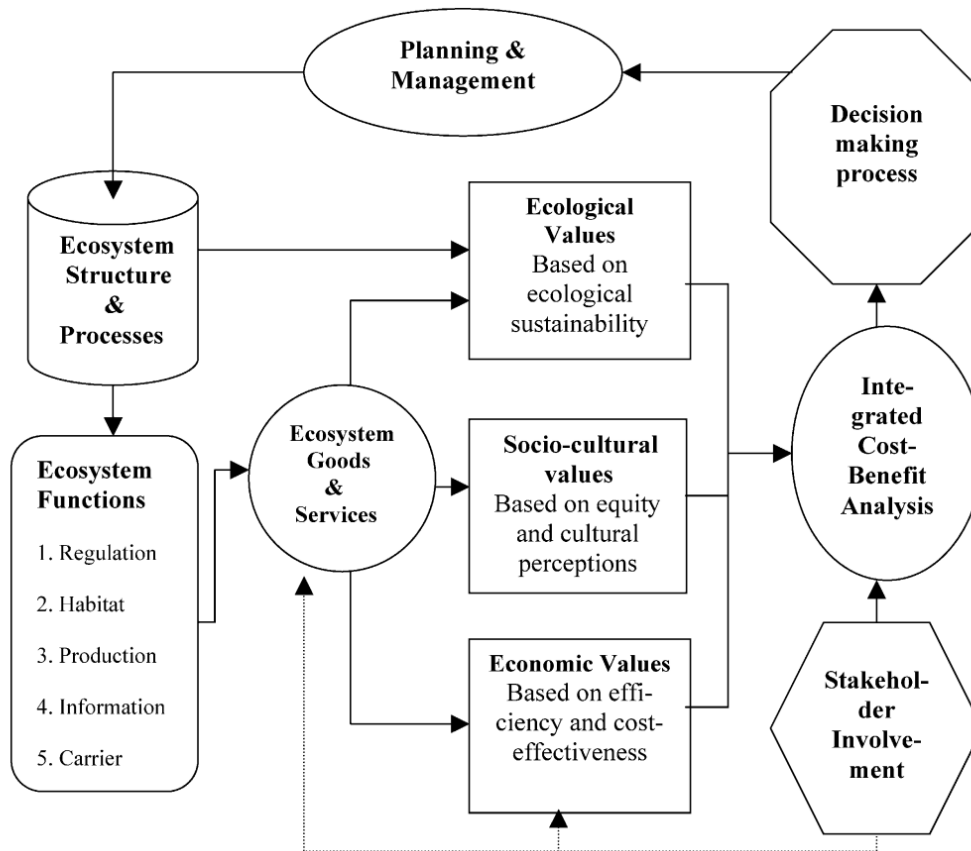 Planning &
Management
Decision
making
process
Ecosystem
Structure
&
Processes
Ecological
Values
Based on
ecological
sustainability
Ecosystem
Functions
1. Regulation
2. Habitat
3. Production
4. Information
5. Carrier
Ecosystem
Goods
&
Services
Socio-cultural
values
Based on equity
and cultural
perceptions
Economic Values
Based on effi-
ciency and cost-
effectiveness
Inte-
grated
Cost-
Benefit
Analysis
Stakehol-
der
Involve-
ment